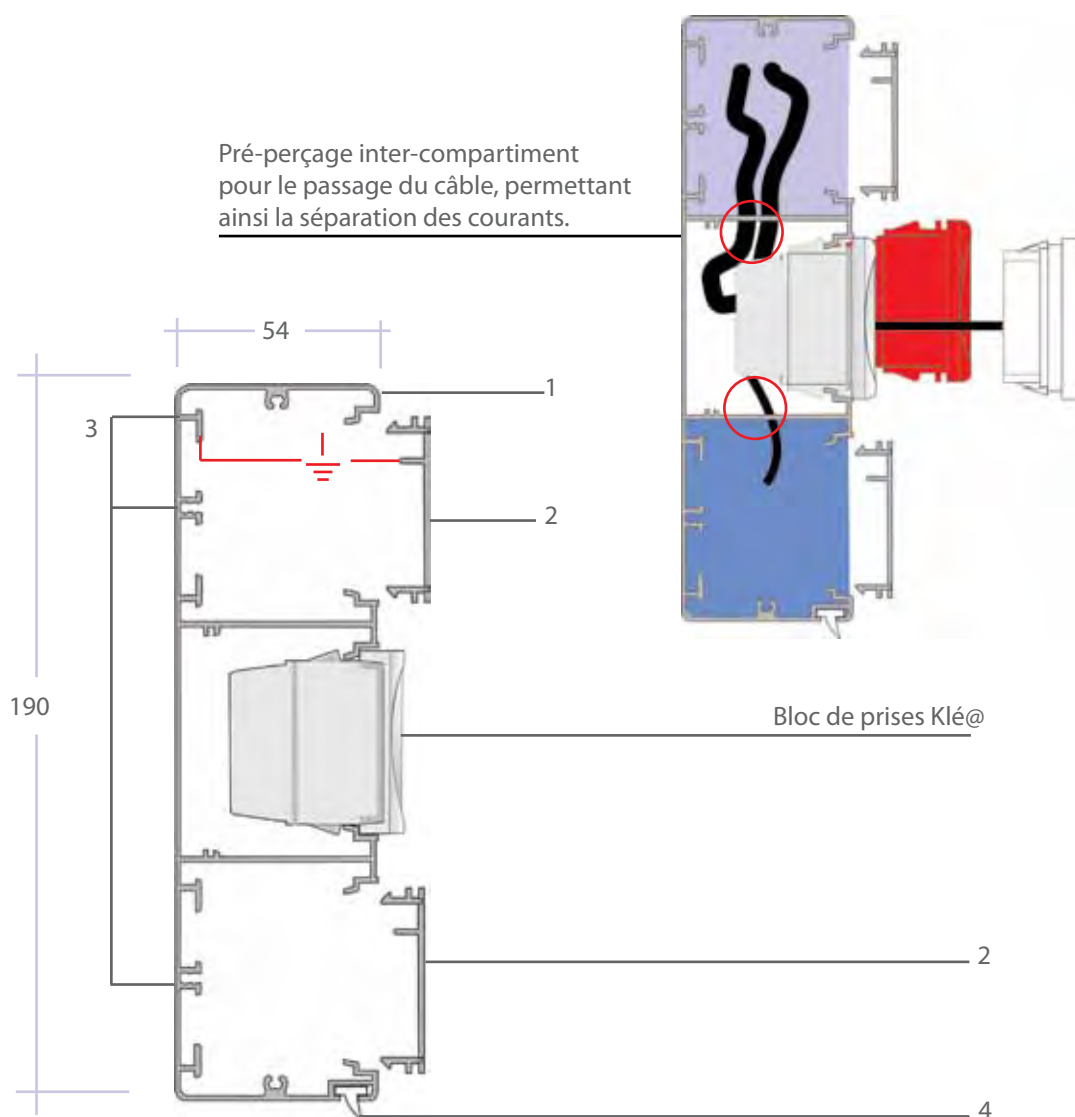 Pré-perçage inter-compartiment
pour le passage du câble, permettant
ainsi la séparation des courants.
54
1
3
2
190
Bloc de prises Klé@
2
4